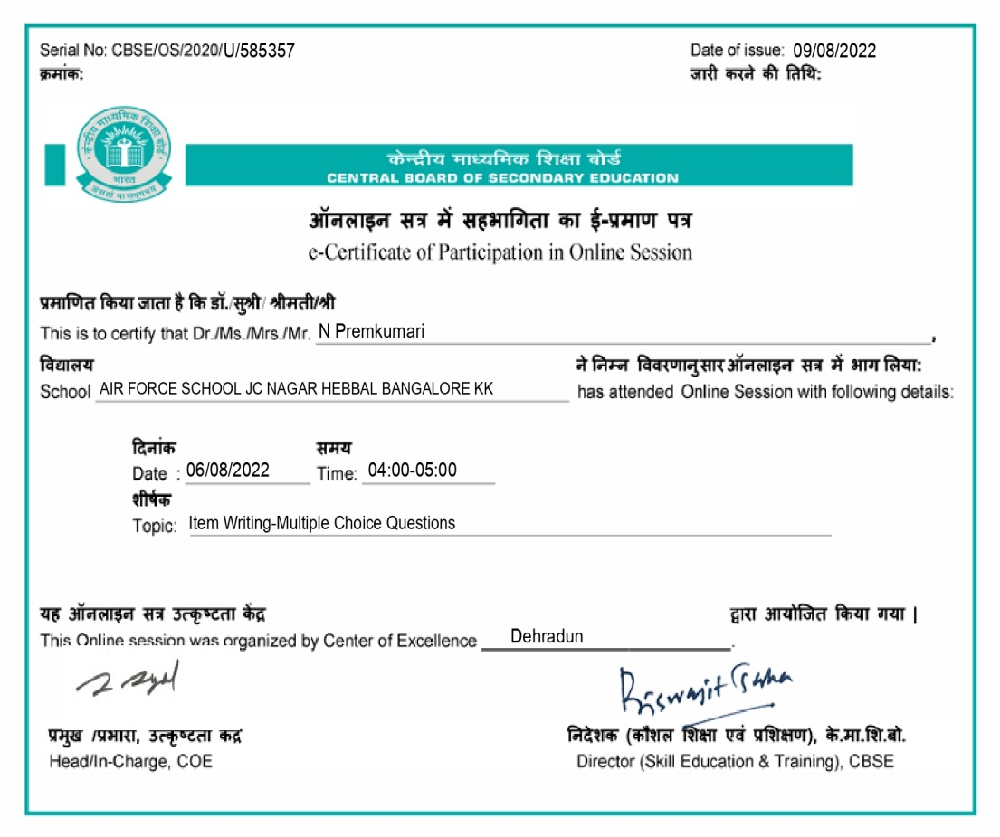 Serial No: CBSE/OS/2020/U/585357
Date of issue: 09/08/2022
क्रमांक:
जारी करने की तिथि:
केन्द्रीय माध्यमिक शिक्षा बोर्ड
भारत
असतो मा सद्गमय
केन्द्रीय माध्यमिक शिक्षा बोर्ड
CENTRAL BOARD OF SECONDARY EDUCATION
ऑनलाइन सत्र में सहभागिता का ई-प्रमाण पत्र
e-Certificate of Participation in Online Session
प्रमाणित किया जाता है कि डॉ./सुश्री/ श्रीमती/श्री
This is to certify that Dr./Ms./Mrs./Mr. N Premkumari ,
विद्यालय ने निम्न विवरणानुसार ऑनलाइन सत्र में भाग लिया:
School AIR FORCE SCHOOL JC NAGAR HEBBAL BANGALORE KK has attended Online Session with following details:
दिनांक समय
Date : 06/08/2022 Time: 04:00-05:00
शीर्षक
Topic: Item Writing-Multiple Choice Questions
यह ऑनलाइन सत्र उत्कृष्टता केंद्र द्वारा आयोजित किया गया |
This Online session was organized by Center of Excellence Dehradun .
Biswajit Saha
प्रमुख /प्रभारी, उत्कृष्टता केंद्र
निदेशक (कौशल शिक्षा एवं प्रशिक्षण), के.मा.शि.बो.
Head/In-Charge, COE
Director (Skill Education & Training), CBSE